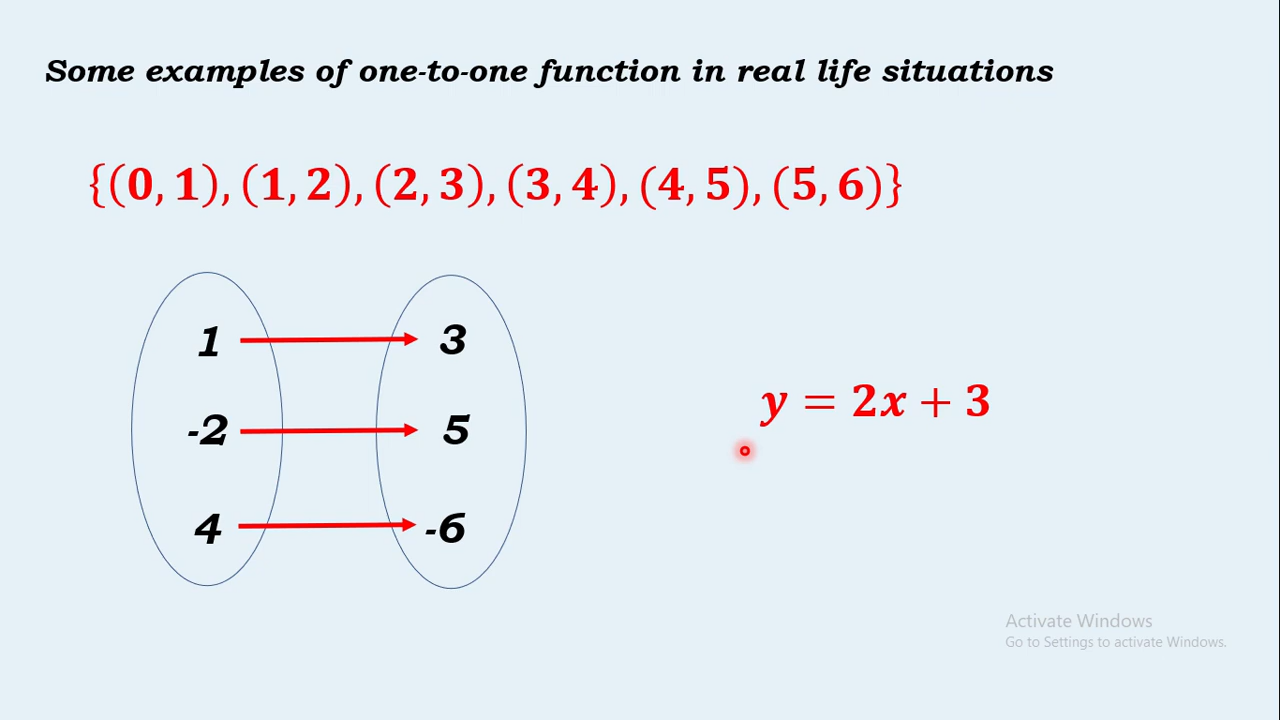 Some examples of one-to-one function in real life situations
{(0, 1), (1, 2), (2, 3), (3, 4), (4, 5), (5, 6)}
1 3
-2 5
4 -6
y = 2x + 3
Activate Windows
Go to Settings to activate Windows.